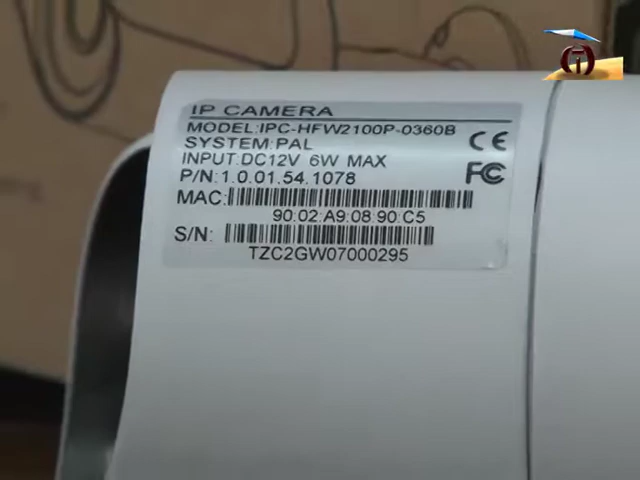 IP CAMERA
MODEL:IPC-HFW2100P-0360B
SYSTEM:PAL
INPUT:DC12V 6W MAX
P/N:1.0.01.54.1078
MAC:
90:02:A9:08:90:C5
S/N:
TZC2GW07000295
CE
FC